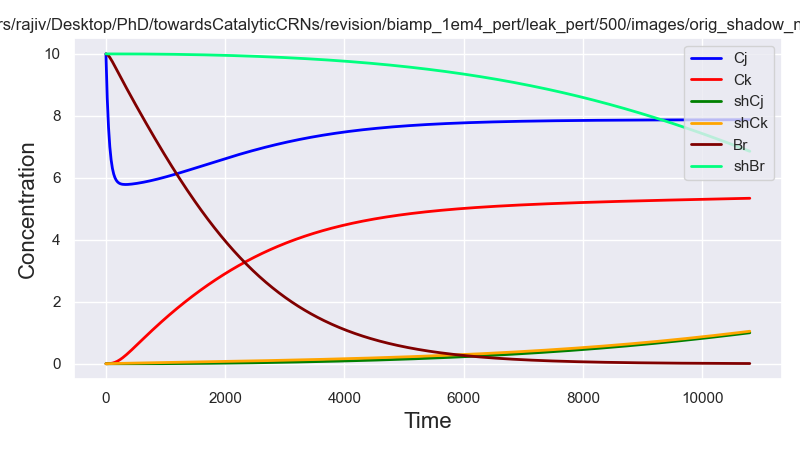 rs/rajiv/Desktop/PhD/towardsCatalyticCRNs/revision/biamp_1em4_pert/leak_pert/500/images/orig_shadow_n
10
8
6
4
2
0
Concentration
0 2000 4000 6000 8000 10000
Time
Cj
Ck
shCj
shCk
Br
shBr